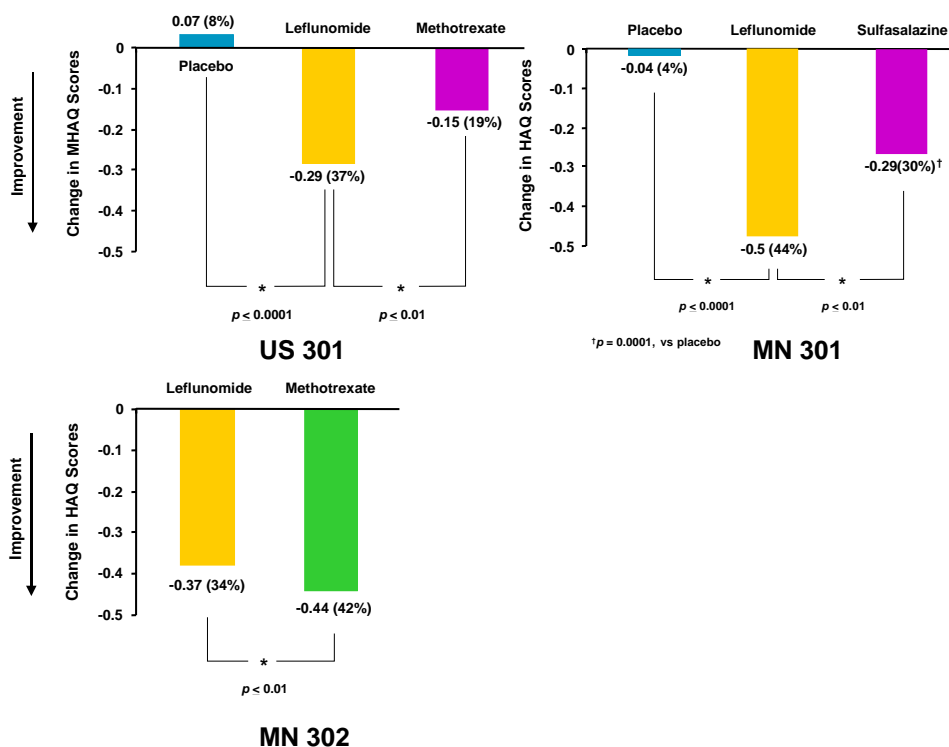 0.07 (8%)
Leflunomide
Methotrexate
0
-0.1
-0.2
-0.3
-0.4
-0.5
Change in MHAQ Scores
Improvement
Placebo
-0.29 (37%)
-0.15 (19%)
*
*
p ≤ 0.0001
p ≤ 0.01
US 301
Placebo
Leflunomide
Sulfasalazine
0
-0.1
-0.2
-0.3
-0.4
-0.5
Change in HAQ Scores
-0.04 (4%)
-0.5 (44%)
-0.29(30%)†
*
*
p ≤ 0.0001
p ≤ 0.01
†p = 0.0001, vs placebo
MN 301
Leflunomide
Methotrexate
0
-0.1
-0.2
-0.3
-0.4
-0.5
Change in HAQ Scores
Improvement
-0.37 (34%)
-0.44 (42%)
*
p ≤ 0.01
MN 302